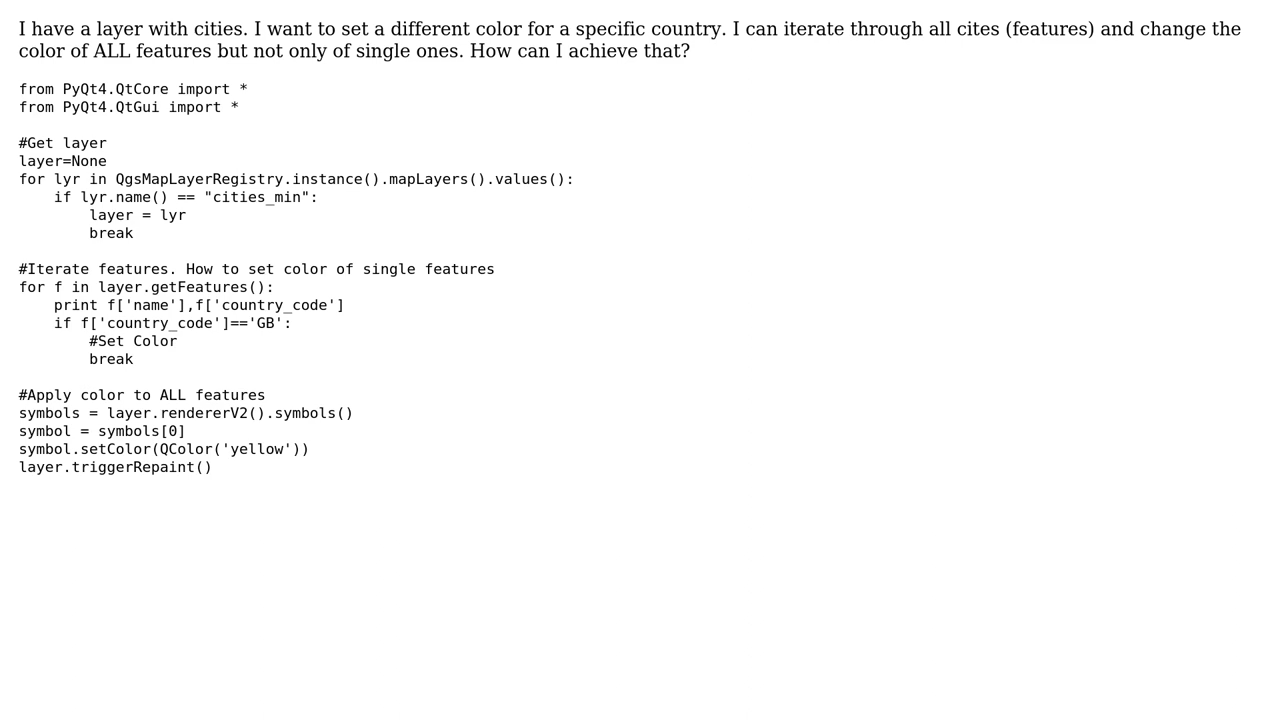 I have a layer with cities. I want to set a different color for a specific country. I can iterate through all cites (features) and change the
color of ALL features but not only of single ones. How can I achieve that?
from PyQt4.QtCore import *
from PyQt4.QtGui import *
#Get layer
layer=None
for lyr in QgsMapLayerRegistry.instance().mapLayers().values():
    if lyr.name() == "cities_min":
        layer = lyr
        break
#Iterate features. How to set color of single features
for f in layer.getFeatures():
    print f['name'],f['country_code']
    if f['country_code']=='GB':
        #Set Color
        break
#Apply color to ALL features
symbols = layer.rendererV2().symbols()
symbol = symbols[0]
symbol.setColor(QColor('yellow'))
layer.triggerRepaint()